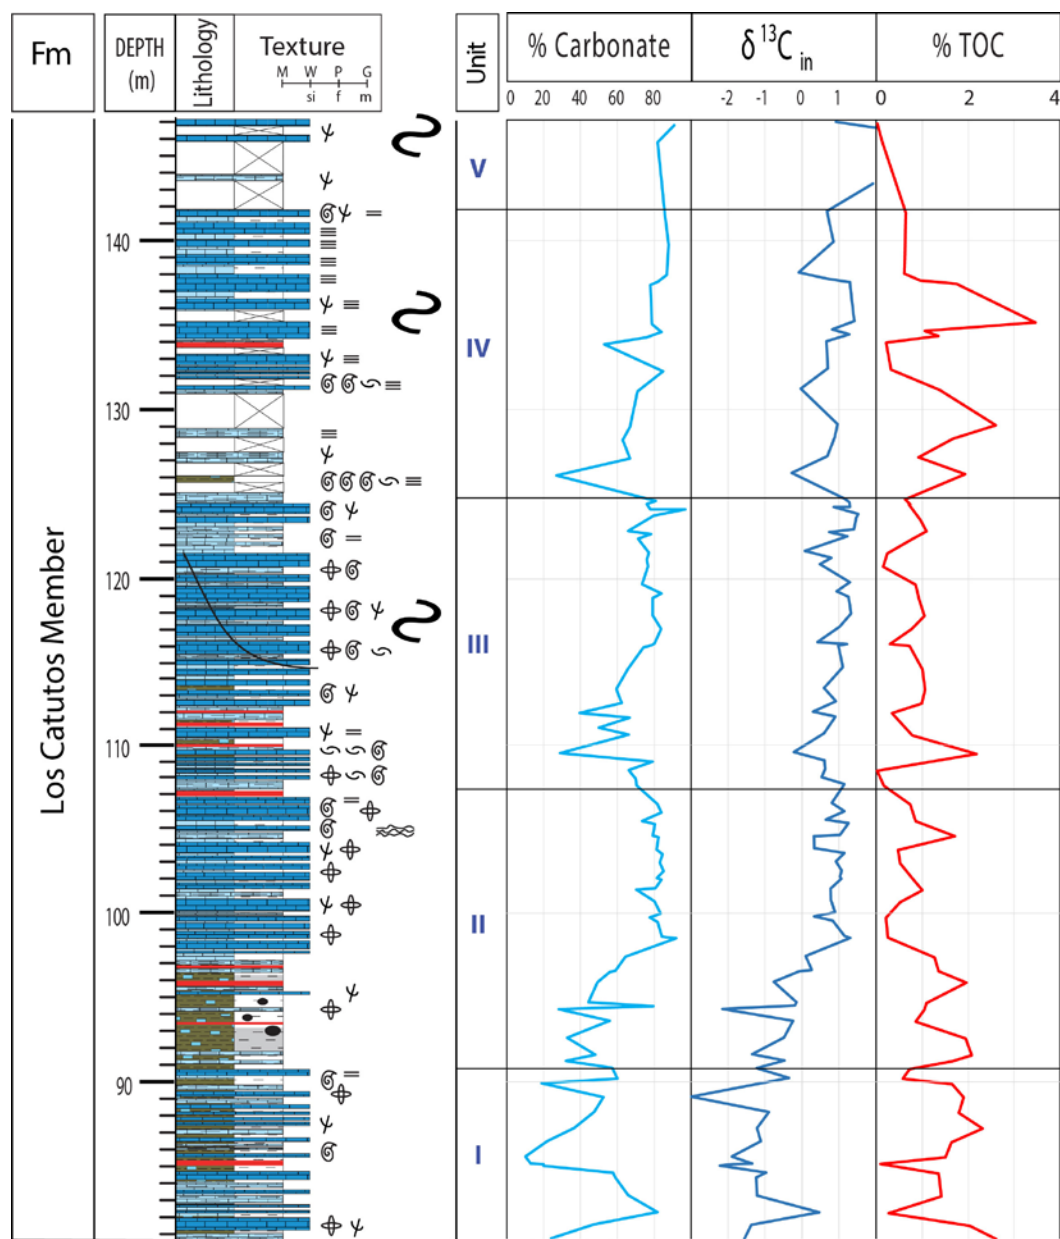 Fm
DEPTH
(m)
Lithology
Texture
M W P G
si f m
Unit
% Carbonate
0 20 40 60 80
δ 13C in
-2 -1 0 1
% TOC
0 2 4
Los Catutos Member
140
130
120
110
100
90
V
IV
III
II
I